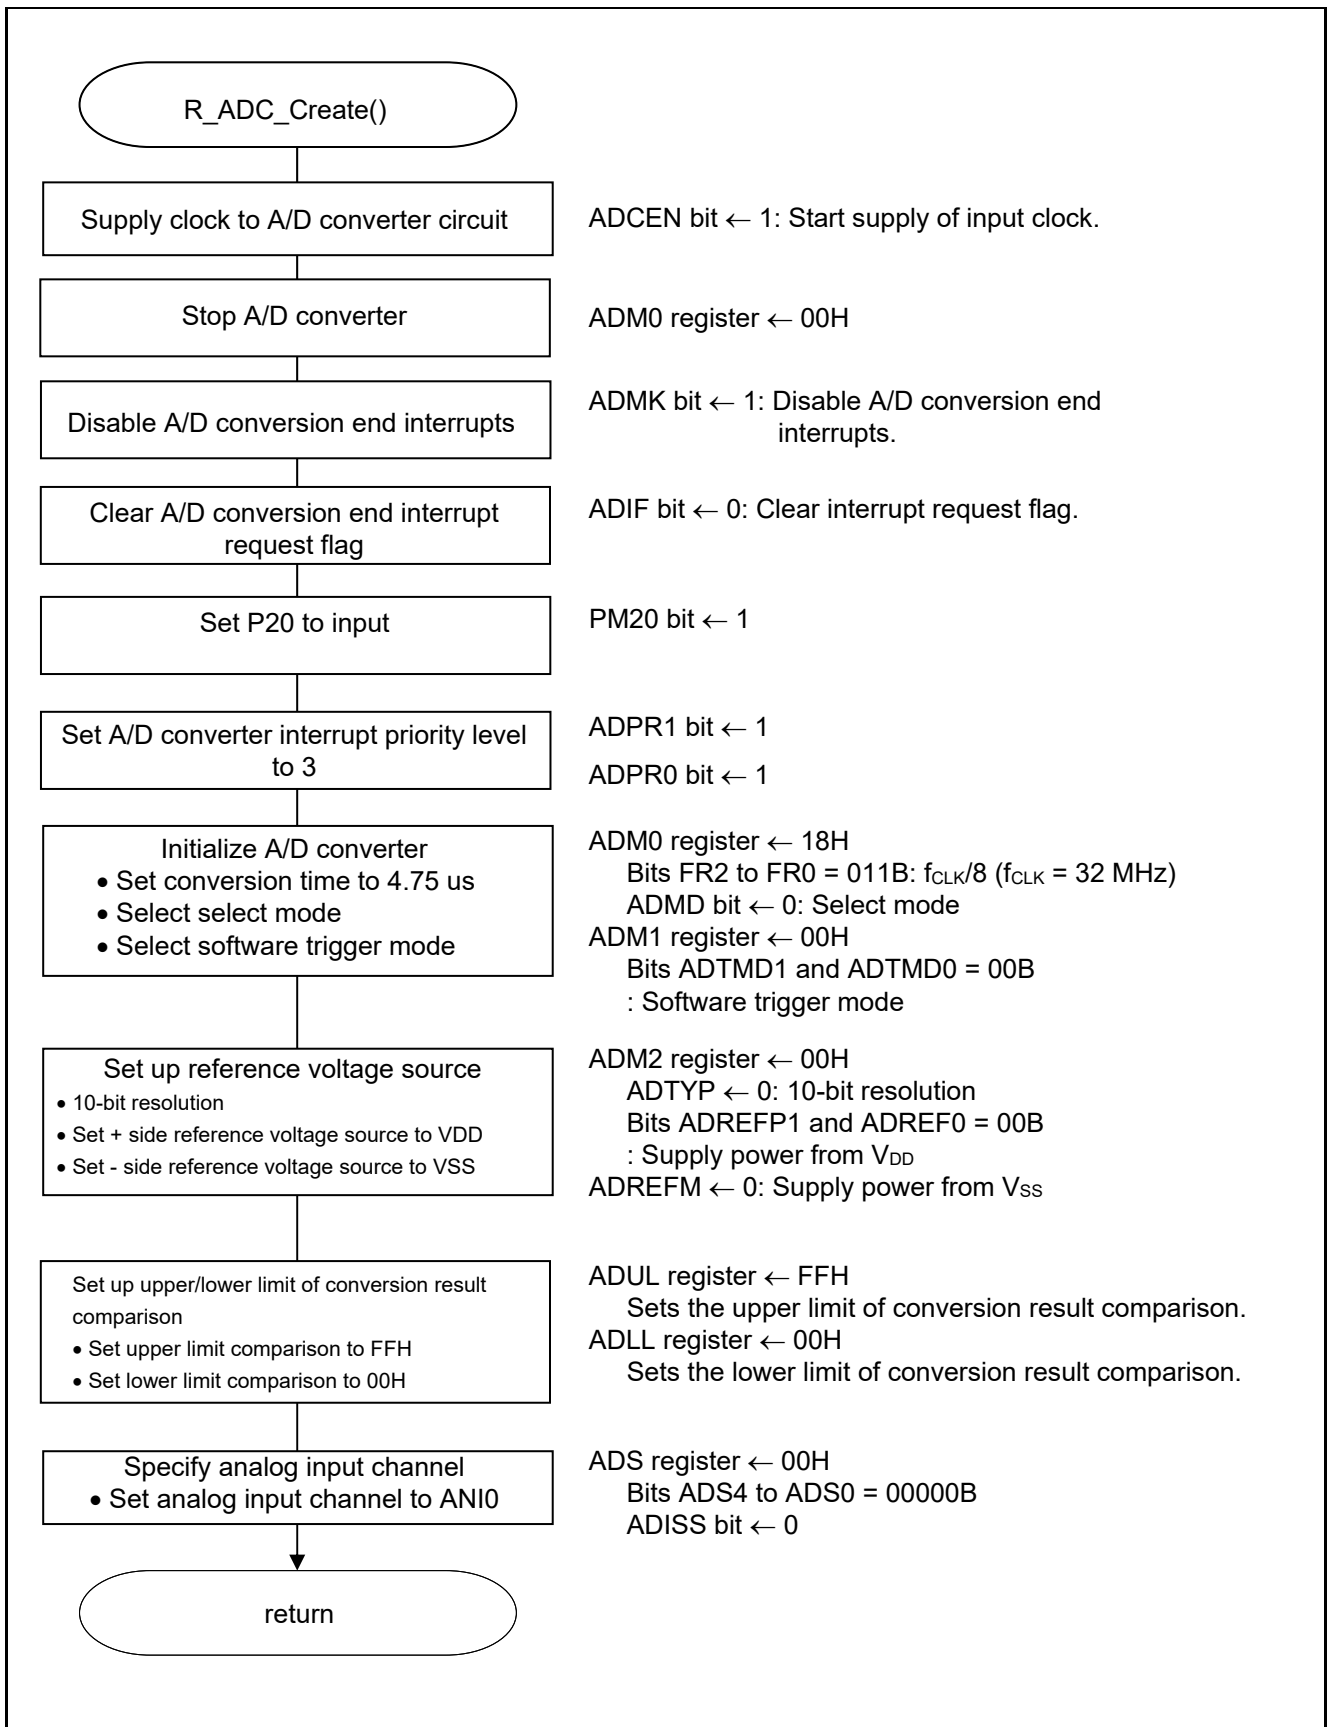 R_ADC_Create()
Supply clock to A/D converter circuit
ADCEN bit ← 1: Start supply of input clock.
Stop A/D converter
ADM0 register ← 00H
Disable A/D conversion end interrupts
ADMK bit ← 1: Disable A/D conversion end
interrupts.
Clear A/D conversion end interrupt
request flag
ADIF bit ← 0: Clear interrupt request flag.
Set P20 to input
PM20 bit ← 1
Set A/D converter interrupt priority level
to 3
ADPR1 bit ← 1
ADPR0 bit ← 1
Initialize A/D converter
• Set conversion time to 4.75 us
• Select select mode
• Select software trigger mode
ADM0 register ← 18H
Bits FR2 to FR0 = 011B: fCLK/8 (fCLK = 32 MHz)
ADMD bit ← 0: Select mode
ADM1 register ← 00H
Bits ADTMD1 and ADTMD0 = 00B
: Software trigger mode
Set up reference voltage source
• 10-bit resolution
• Set + side reference voltage source to VDD
• Set - side reference voltage source to VSS
ADM2 register ← 00H
ADTYP ← 0: 10-bit resolution
Bits ADREFP1 and ADREF0 = 00B
: Supply power from VDD
ADREFM ← 0: Supply power from VSS
Set up upper/lower limit of conversion result
comparison
• Set upper limit comparison to FFH
• Set lower limit comparison to 00H
ADUL register ← FFH
Sets the upper limit of conversion result comparison.
ADLL register ← 00H
Sets the lower limit of conversion result comparison.
Specify analog input channel
• Set analog input channel to ANI0
ADS register ← 00H
Bits ADS4 to ADS0 = 00000B
ADISS bit ← 0
return